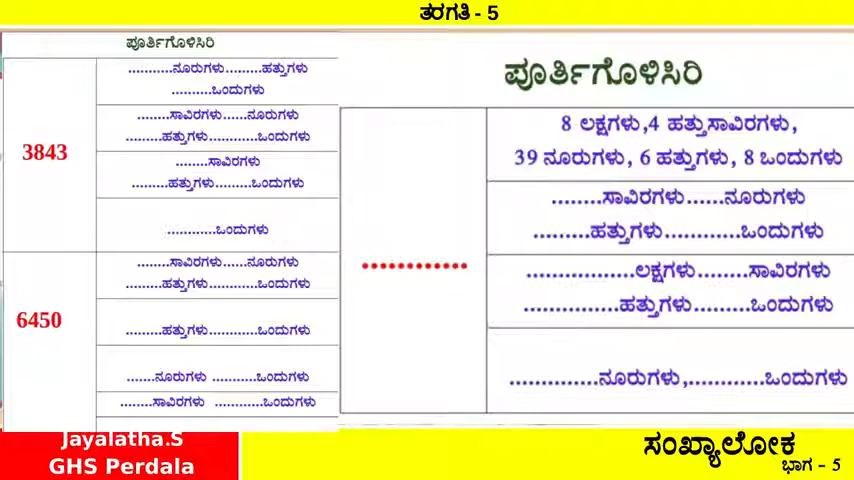 ತರಗತಿ - 5
ಪೂರ್ತಿಗೊಳಿಸಿರಿ
3843
...........ನೂರುಗಳು.........ಹತ್ತುಗಳು
..........ಒಂದುಗಳು
........ಸಾವಿರಗಳು......ನೂರುಗಳು
.........ಹತ್ತುಗಳು............ಒಂದುಗಳು
........ಸಾವಿರಗಳು
.........ಹತ್ತುಗಳು.........ಒಂದುಗಳು
............ಒಂದುಗಳು
6450
........ಸಾವಿರಗಳು......ನೂರುಗಳು
.........ಹತ್ತುಗಳು............ಒಂದುಗಳು
.........ಹತ್ತುಗಳು............ಒಂದುಗಳು
.......ನೂರುಗಳು ...........ಒಂದುಗಳು
........ಸಾವಿರಗಳು ............ಒಂದುಗಳು
ಪೂರ್ತಿಗೊಳಿಸಿರಿ
............
8 ಲಕ್ಷಗಳು,4 ಹತ್ತುಸಾವಿರಗಳು,
39 ನೂರುಗಳು, 6 ಹತ್ತುಗಳು, 8 ಒಂದುಗಳು
........ಸಾವಿರಗಳು......ನೂರುಗಳು
.........ಹತ್ತುಗಳು............ಒಂದುಗಳು
.................ಲಕ್ಷಗಳು........ಸಾವಿರಗಳು
...............ಹತ್ತುಗಳು.........ಒಂದುಗಳು
..............ನೂರುಗಳು,............ಒಂದುಗಳು
Jayalatha.S
GHS Perdala
ಸಂಖ್ಯಾಲೋಕ
ಭಾಗ - 5